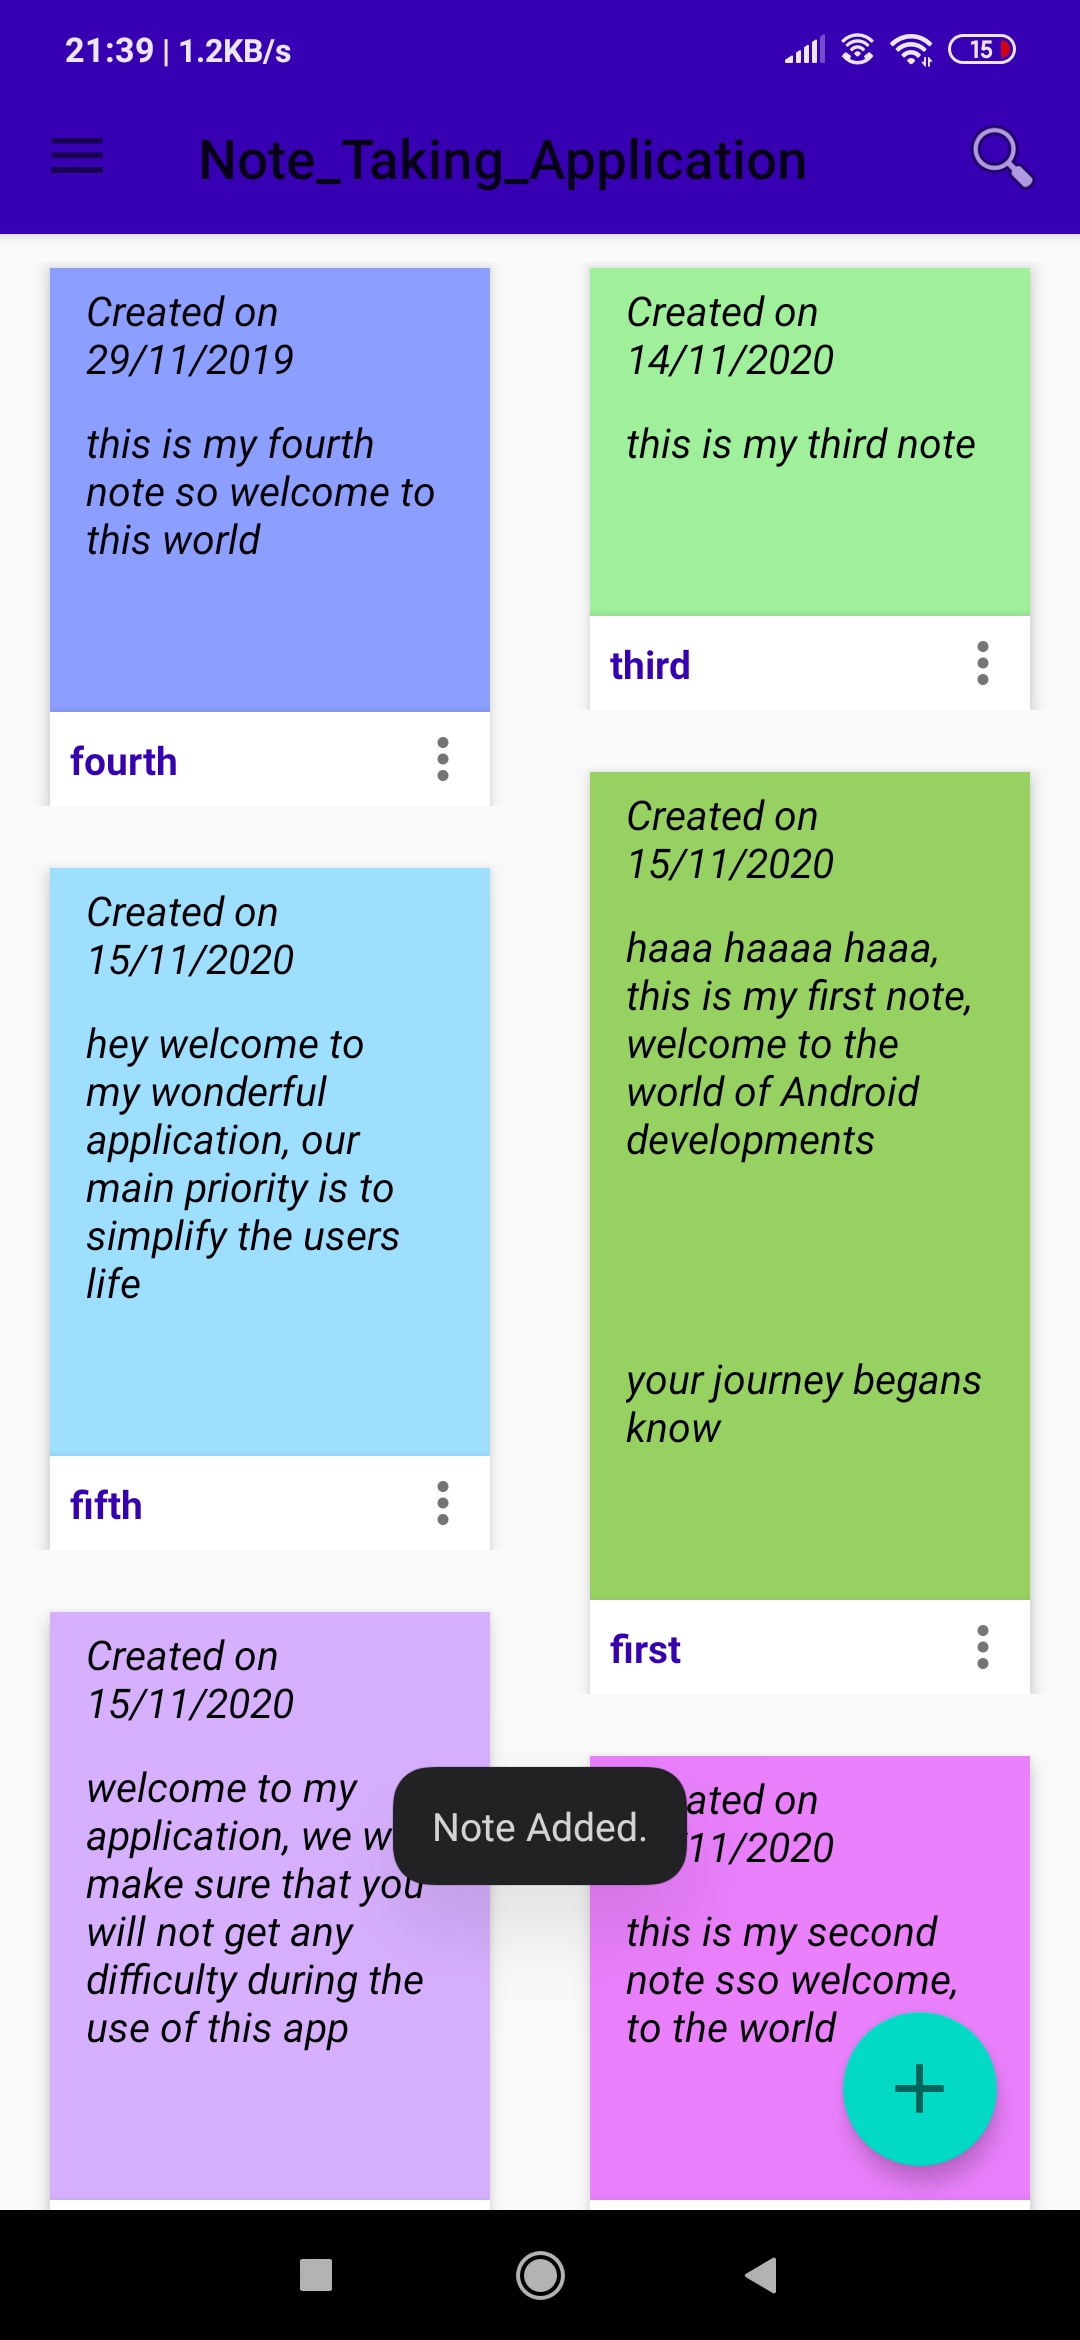 21:39 | 1.2KB/s
15
Note_Taking_Application
Created on
29/11/2019
this is my fourth
note so welcome to
this world
fourth
Created on
14/11/2020
this is my third note
third
Created on
15/11/2020
hey welcome to
my wonderful
application, our
main priority is to
simplify the users
life
fifth
Created on
15/11/2020
haaa haaaa haaa,
this is my first note,
welcome to the
world of Android
developments
your journey begans
know
first
Created on
15/11/2020
welcome to my
application, we
make sure that you
will not get any
difficulty during the
use of this app
Note Added.
on
/11/2020
this is my second
note sso welcome,
to the world